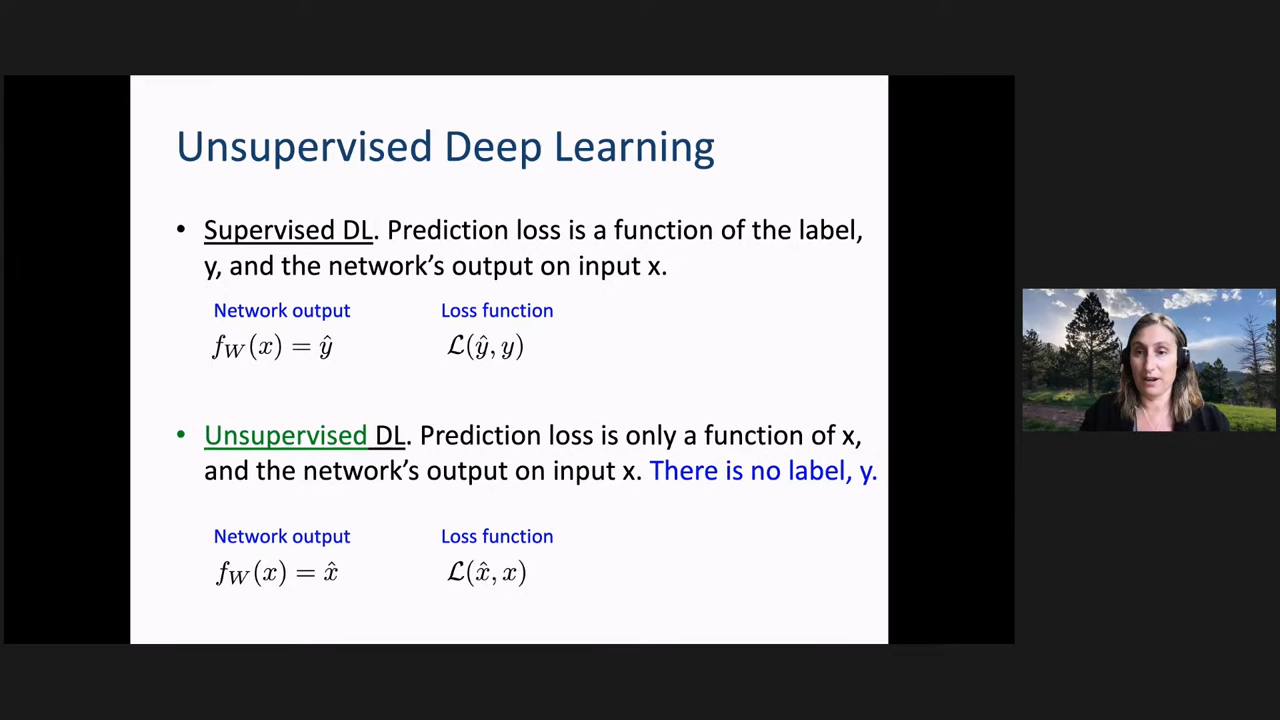 Unsupervised Deep Learning
• Supervised DL. Prediction loss is a function of the label,
y, and the network’s output on input x.
Network output Loss function
f_W(x) = ŷ ℒ(ŷ, y)
• Unsupervised DL. Prediction loss is only a function of x,
and the network’s output on input x. There is no label, y.
Network output Loss function
f_W(x) = x̂ ℒ(x̂, x)